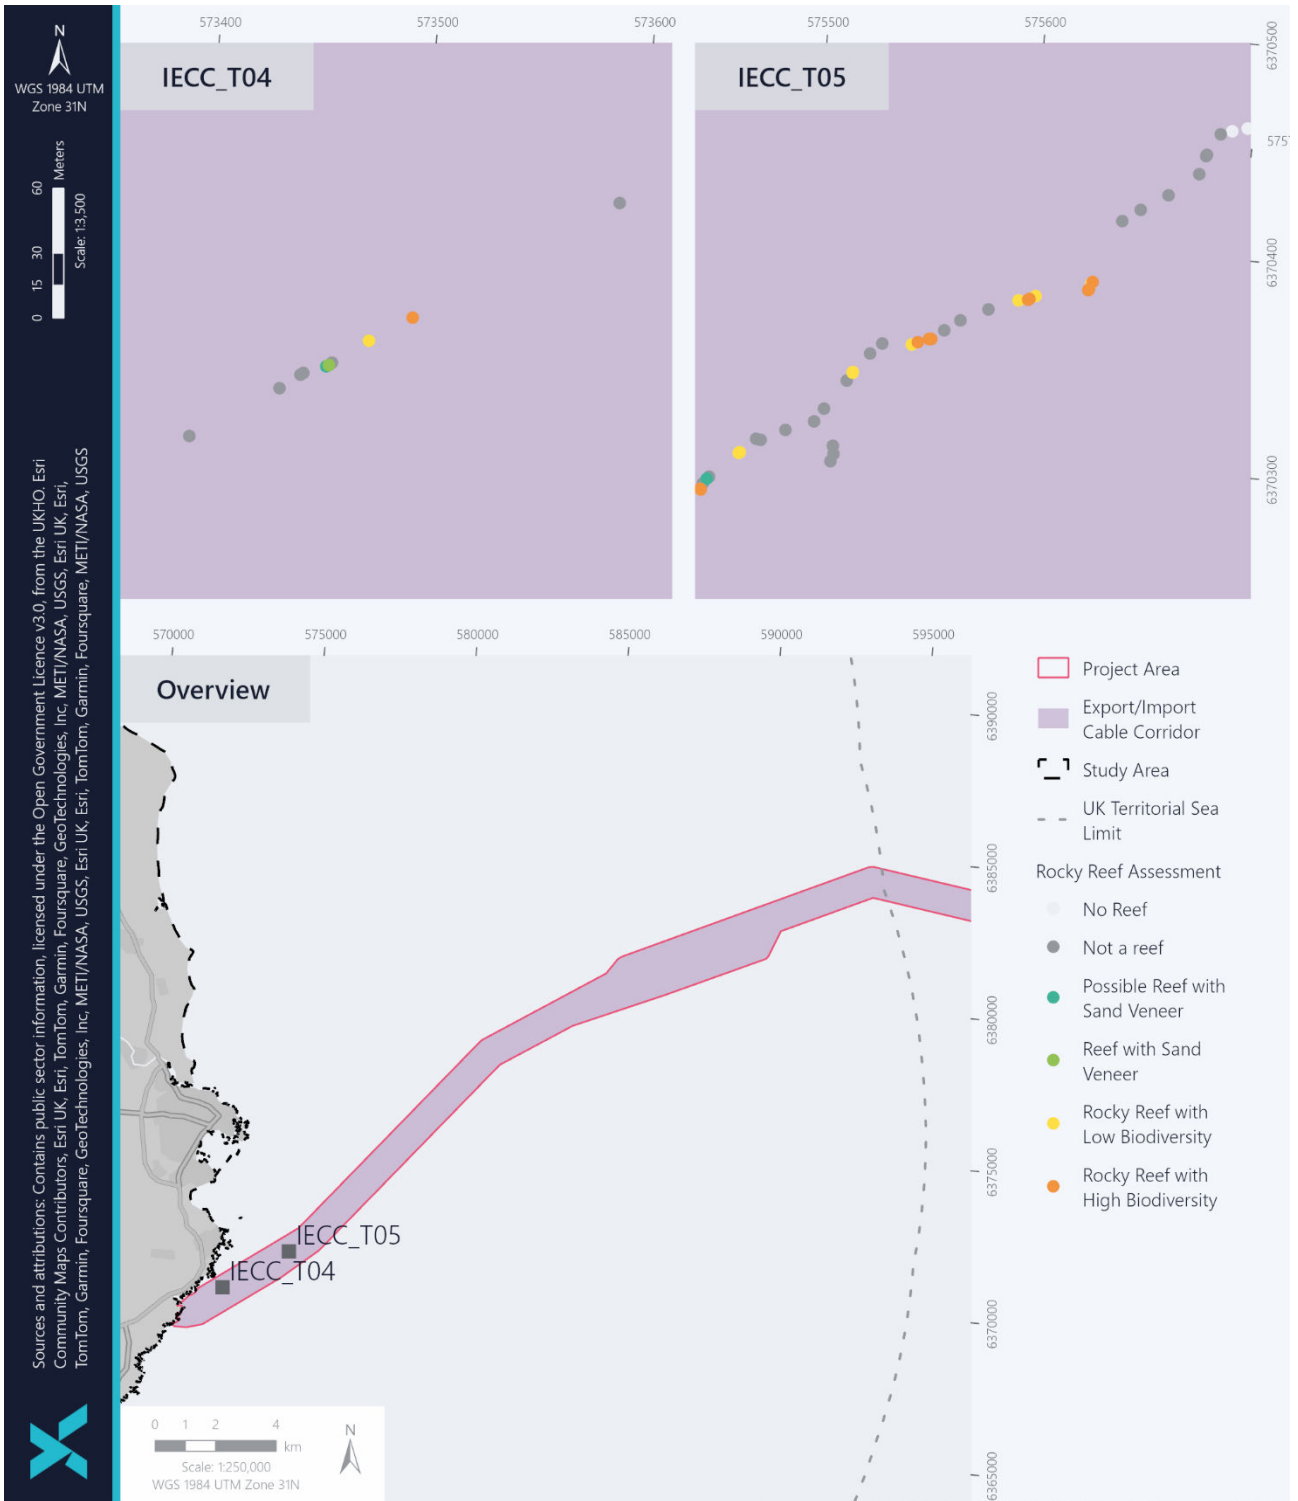 573400
573500
573600
575500
575600
IECC_T04
IECC_T05
6370500
575
6370400
6370300
N
WGS 1984 UTM
Zone 31N
0 15 30 60
Meters
Scale: 1:3,500
Sources and attributions: Contains public sector information, licensed under the Open Government Licence v3.0, from the UKHO. Esri
Community Maps Contributors, Esri UK, Esri, TomTom, Garmin, Foursquare, GeoTechnologies, Inc, METI/NASA, USGS, Esri UK, Esri,
TomTom, Garmin, Foursquare, GeoTechnologies, Inc, METI/NASA, USGS, Esri UK, Esri, TomTom, Garmin, Foursquare, METI/NASA, USGS
570000
575000
580000
585000
590000
595000
Overview
6390000
6385000
6380000
6375000
6370000
6365000
IECC_T05
IECC_T04
0 1 2 4
km
Scale: 1:250,000
WGS 1984 UTM Zone 31N
N
Project Area
Export/Import
Cable Corridor
Study Area
UK Territorial Sea
Limit
Rocky Reef Assessment
No Reef
Not a reef
Possible Reef with
Sand Veneer
Reef with Sand
Veneer
Rocky Reef with
Low Biodiversity
Rocky Reef with
High Biodiversity